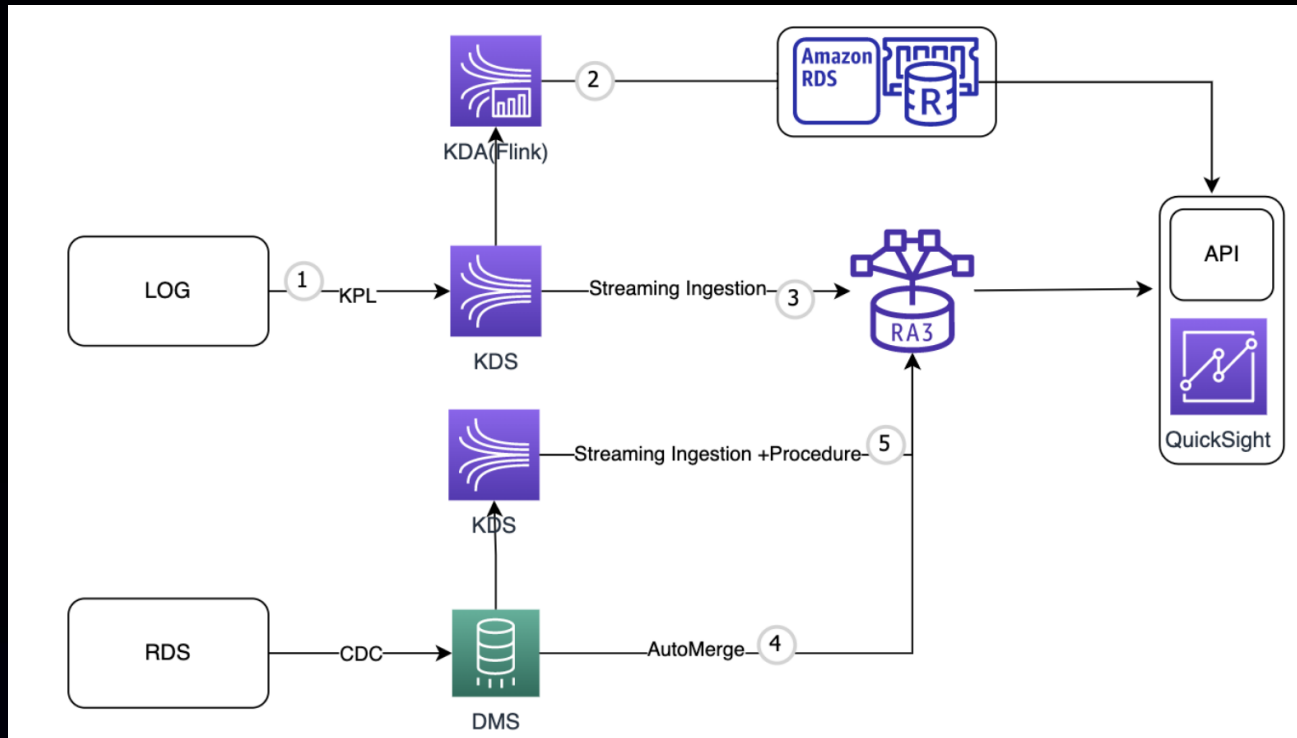 Amazon
RDS
2
R
KDA(Flink)
API
LOG
1
KPL
Streaming Ingestion
3
RA3
KDS
QuickSight
Streaming Ingestion +Procedure
5
KDS
RDS
CDC
AutoMerge
4
DMS